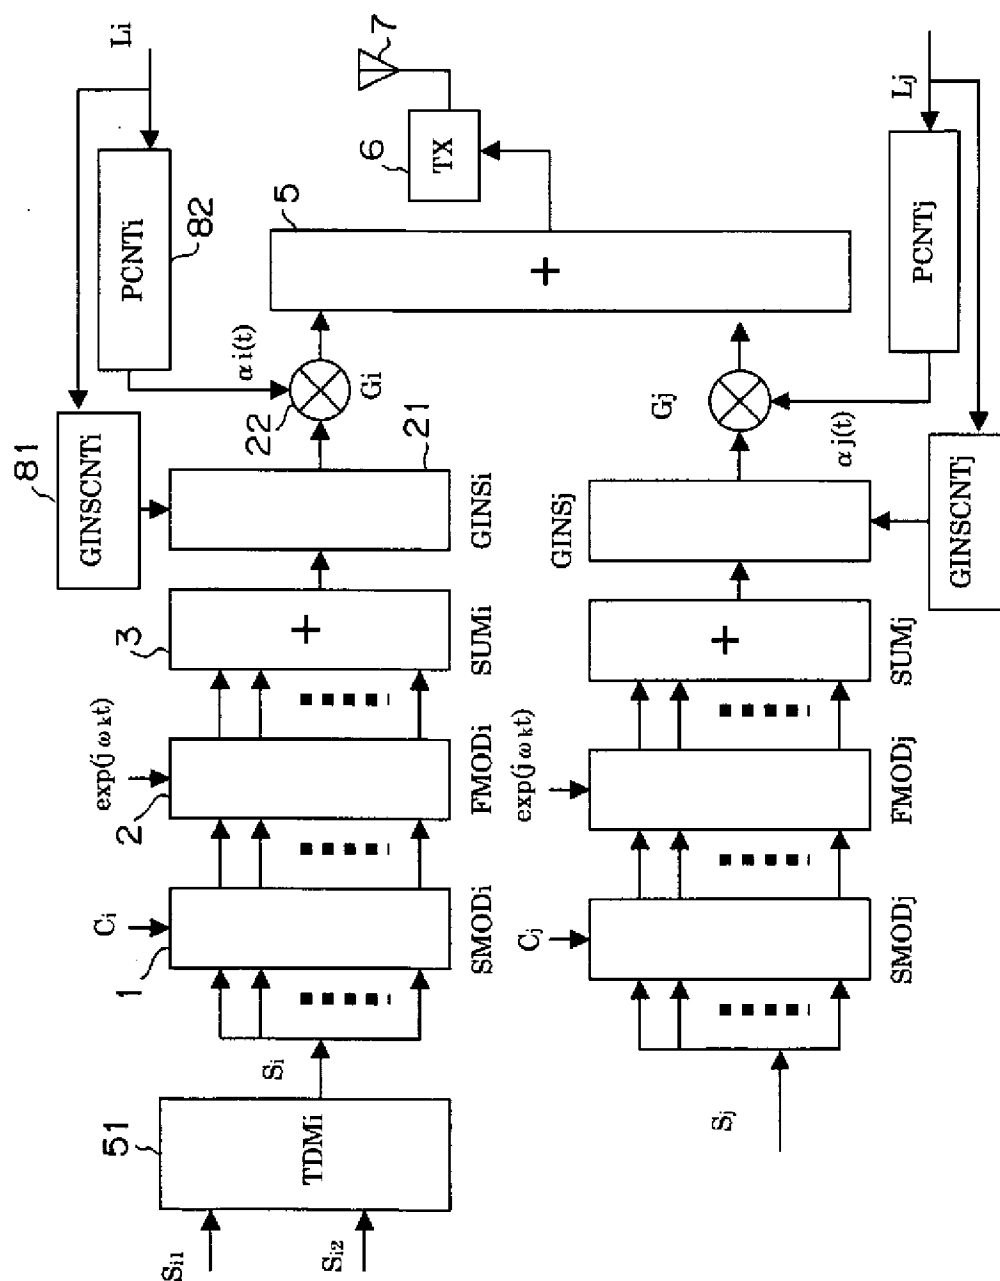 Si1
Si2
51
TDMi
Si
1
Ci
SMODi
2
exp(j ωkt)
FMODi
3
+
SUMi
81
GINSCNTi
GINSi
21
22
Gi
αi(t)
PCNTi
82
Li
5
+
6
TX
7
Sj
Cj
SMODj
exp(j ωkt)
FMODj
+
SUMj
GINSj
GINSCNTj
Gj
αj(t)
PCNTj
Lj